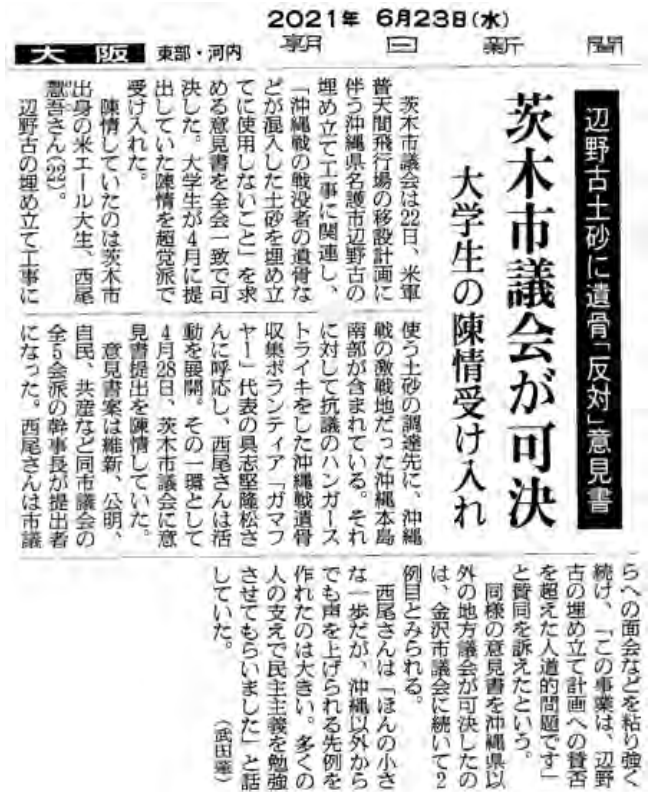 2021年 6月23日(水)
朝日新聞
大阪 東部・河内
辺野古土砂に遺骨「反対」意見書
茨木市議会が可決
大学生の陳情受け入れ
茨木市議会は22日、米軍
普天間飛行場の移設計画に
伴う沖縄県名護市辺野古の
埋め立て工事に関連し、
「沖縄戦の戦没者の遺骨な
どが混入した土砂を埋め立
てに使用しないこと」を求
める意見書を全会一致で可
決した。大学生が4月に提
出していた陳情を超党派で
受け入れた。
陳情していたのは茨木市
出身の米エール大生、西尾
慧吾さん(22)。
辺野古の埋め立て工事に
使う土砂の調達先に、沖縄
戦の激戦地だった沖縄本島
南部が含まれている。それ
に対して抗議のハンガース
トライキをした沖縄戦遺骨
収集ボランティア「ガマフ
ヤー」代表の具志堅隆松さ
んに呼応し、西尾さんは活
動を展開。その一環として
4月28日、茨木市議会に意
見書提出を陳情していた。
意見書案は維新、公明、
自民、共産など同市議会の
全5会派の幹事長が提出者
になった。西尾さんは市議
らへの面会などを粘り強く
続け、「この事業は、辺野
古の埋め立て計画への賛否
を超えた人道的問題です」
と賛同を訴えたという。
同様の意見書を沖縄県以
外の地方議会が可決したの
は、金沢市議会に続いて2
例目とみられる。
西尾さんは「ほんの小さ
な一歩だが、沖縄以外から
でも声を上げられる先例を
作れたのは大きい。多くの
人の支えで民主主義を勉強
させてもらいました」と話
していた。
(武田肇)